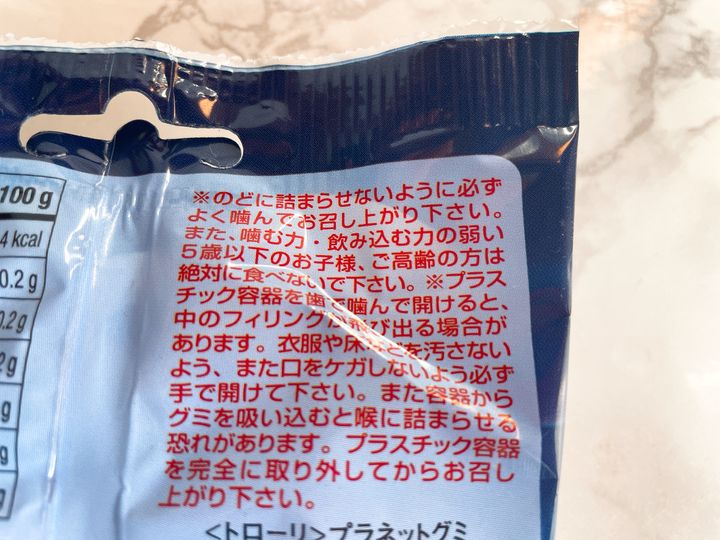 100g
4 kcal
0.2 g
0.2 g
2g
g
g
※のどに詰まらせないように必ず
よく噛んでお召し上がり下さい。
また、噛む力・飲み込む力の弱い
5歳以下のお子様、ご高齢の方は
絶対に食べないで下さい。※プラス
チック容器を歯で噛んで開けると、
中のフィリングが飛び出る場合が
あります。衣服や床などを汚さない
よう、また口をケガしないよう必ず
手で開けて下さい。また容器から
グミを吸い込むと喉に詰まらせる
恐れがあります。プラスチック容器
を完全に取り外してからお召し
上がり下さい。
<トローリ>プラネットグミ